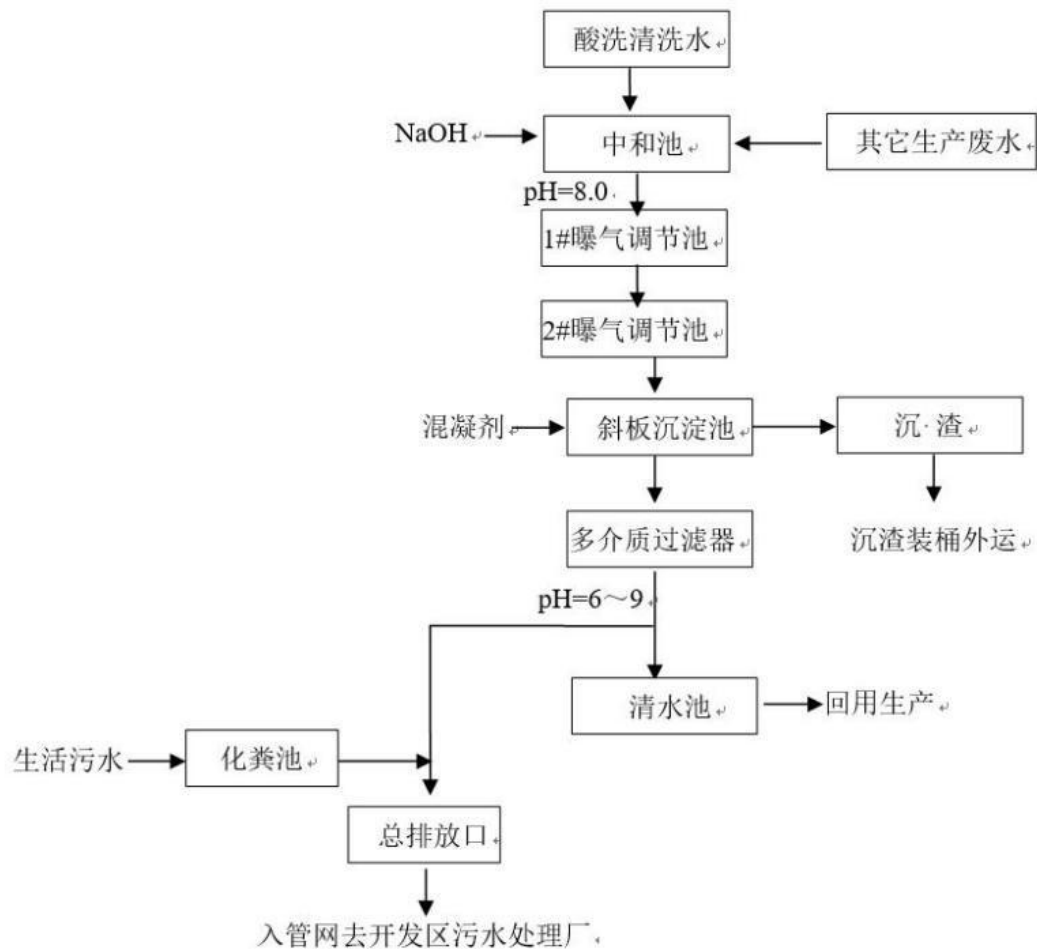 酸洗清洗水
NaOH
中和池
其它生产废水
pH=8.0
1#曝气调节池
2#曝气调节池
混凝剂
斜板沉淀池
沉·渣
多介质过滤器
沉渣装桶外运
pH=6～9
清水池
回用生产
生活污水
化粪池
总排放口
入管网去开发区污水处理厂